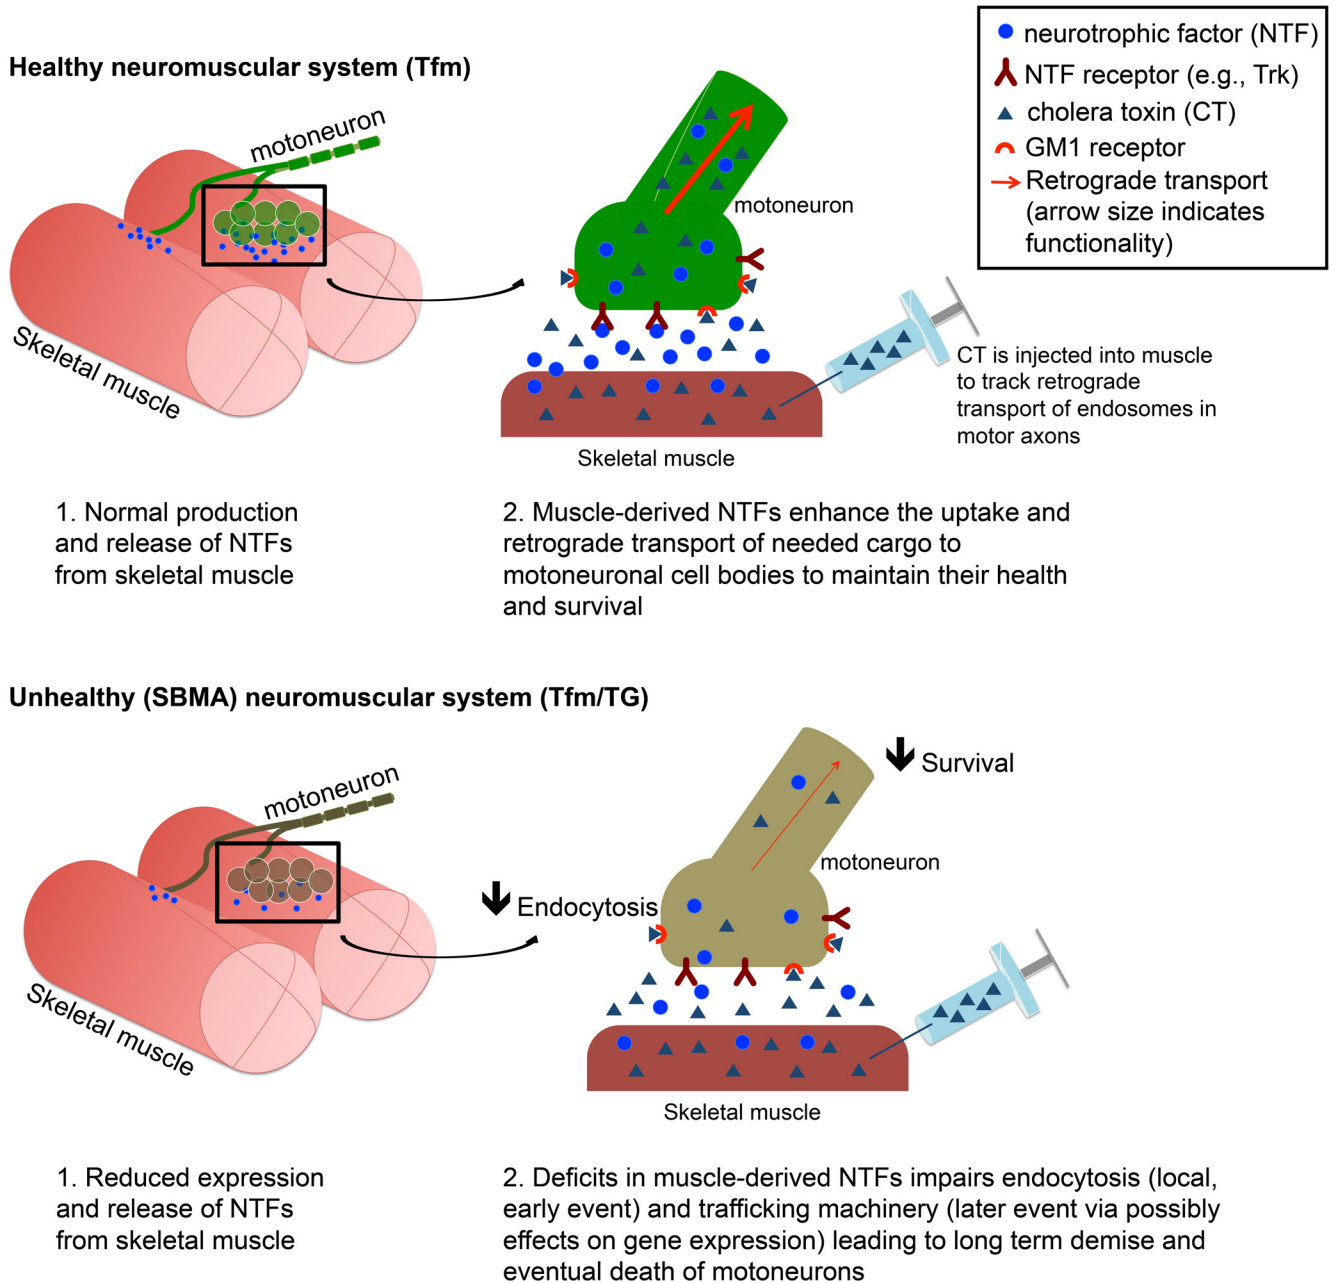 Healthy neuromuscular system (Tfm)
neurotrophic factor (NTF)
NTF receptor (e.g., Trk)
cholera toxin (CT)
GM1 receptor
Retrograde transport
(arrow size indicates
functionality)
motoneuron
Skeletal muscle
motoneuron
Skeletal muscle
CT is injected into muscle
to track retrograde
transport of endosomes in
motor axons
1. Normal production
and release of NTFs
from skeletal muscle
2. Muscle-derived NTFs enhance the uptake and
retrograde transport of needed cargo to
motoneuronal cell bodies to maintain their health
and survival
Unhealthy (SBMA) neuromuscular system (Tfm/TG)
motoneuron
Skeletal muscle
Survival
motoneuron
Endocytosis
Skeletal muscle
1. Reduced expression
and release of NTFs
from skeletal muscle
2. Deficits in muscle-derived NTFs impairs endocytosis (local,
early event) and trafficking machinery (later event via possibly
effects on gene expression) leading to long term demise and
eventual death of motoneurons